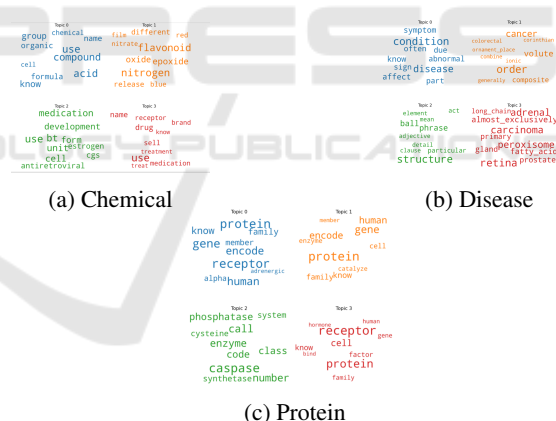 Topic 0
chemical
name
group
organic
use
compound
cell
acid
formula
know
Topic 1
file
different
red
nitrate
flavonoid
oxide
epoxide
nitrogen
release
blue
medication
development
use
bt
form
unit
estrogen
cell
cgs
antiretroviral
Topic 3
name
receptor
drug
brand
know
sell
treatment
use
treat
medication
(a) Chemical
Topic 0
symptom
condition
often
due
know
abnormal
sign
disease
affect
part
Topic 1
cancer
colorectal
corinthian
ornament_place
volute
combine
ionic
order
generally
composite
Topic 2
element
act
mean
ball
phrase
adjective
detail
clause
particular
structure
long_chain
adrenal
almost_exclusively
carcinoma
primary
peroxisome
gland
fatty_acid
retina
prostate
(b) Disease
Topic 0
protein
know
family
gene
member
encode
receptor
adrenergic
alpha
human
Topic 1
member
human
encode
gene
enzyme
cell
protein
catalyze
family
know
Topic 2
phosphatase
system
cysteine
call
enzyme
code
class
caspase
synthetase
number
Topic 3
hormone
human
receptor
gene
cell
know
bind
factor
protein
family
(c) Protein